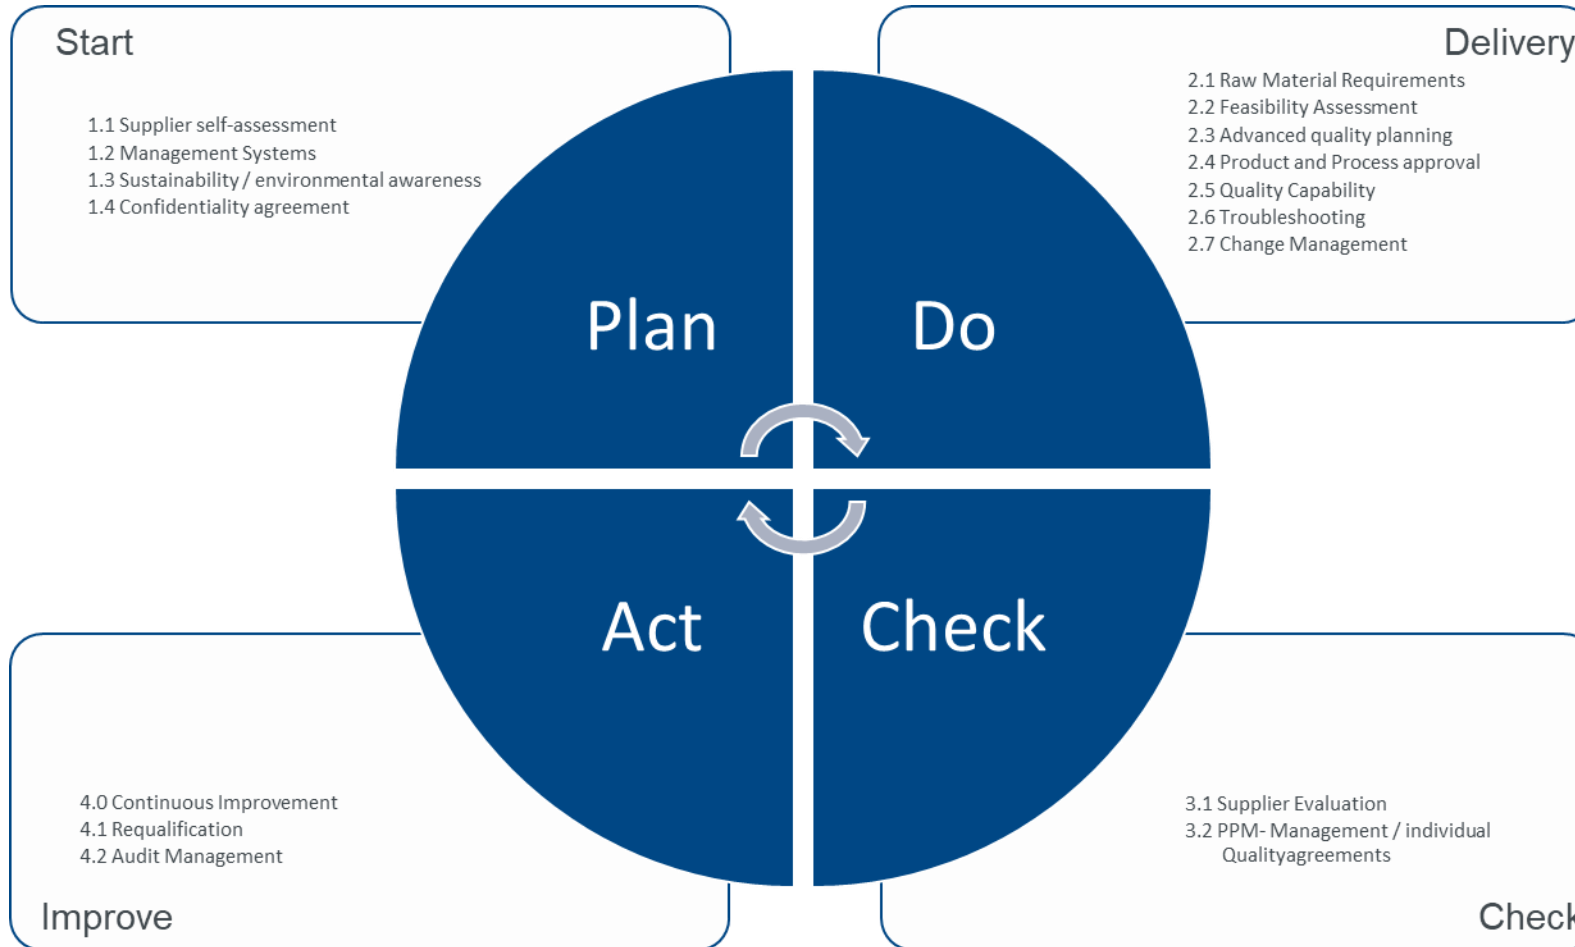 Start
1.1 Supplier self-assessment
1.2 Management Systems
1.3 Sustainability / environmental awareness
1.4 Confidentiality agreement
Delivery
2.1 Raw Material Requirements
2.2 Feasibility Assessment
2.3 Advanced quality planning
2.4 Product and Process approval
2.5 Quality Capability
2.6 Troubleshooting
2.7 Change Management
Plan
Do
Act
Check
4.0 Continuous Improvement
4.1 Requalification
4.2 Audit Management
Improve
3.1 Supplier Evaluation
3.2 PPM- Management / individual
Qualityagreements
Check